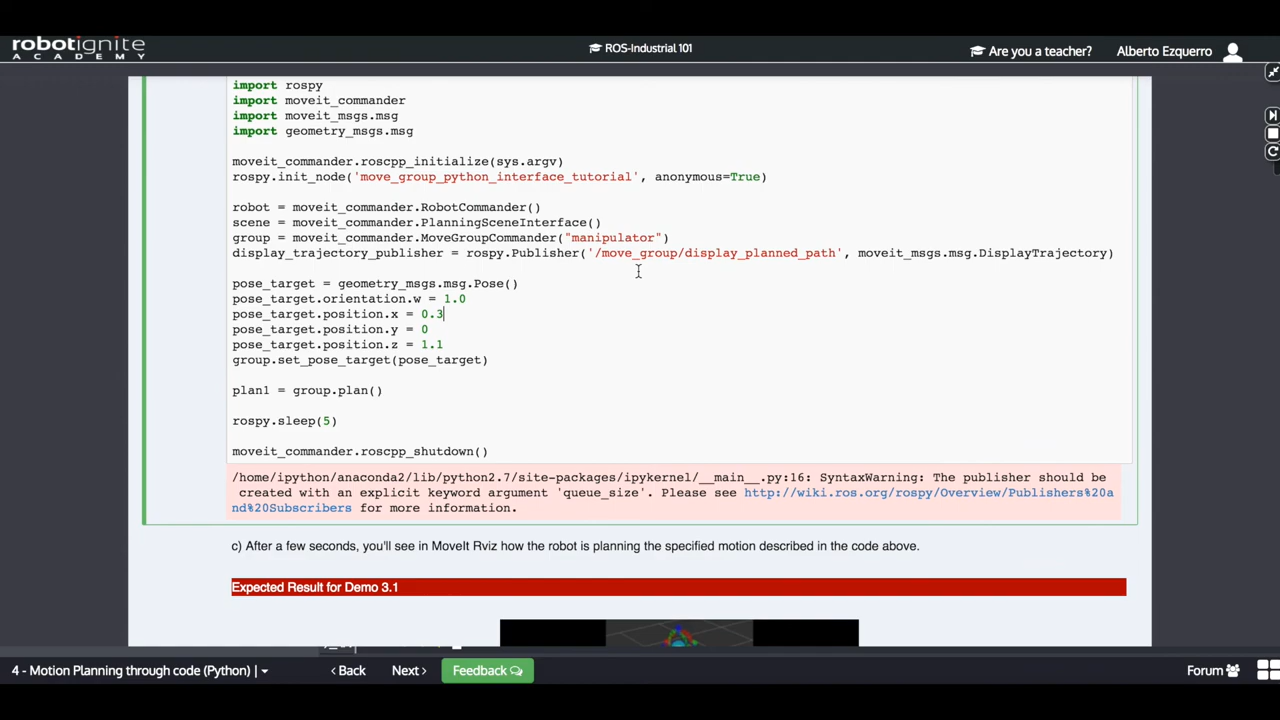 robotignite
ACADEMY
ROS-Industrial 101
Are you a teacher?
Alberto Ezquerro
import rospy
import moveit_commander
import moveit_msgs.msg
import geometry_msgs.msg
moveit_commander.roscpp_initialize(sys.argv)
rospy.init_node('move_group_python_interface_tutorial', anonymous=True)
robot = moveit_commander.RobotCommander()
scene = moveit_commander.PlanningSceneInterface()
group = moveit_commander.MoveGroupCommander("manipulator")
display_trajectory_publisher = rospy.Publisher('/move_group/display_planned_path', moveit_msgs.msg.DisplayTrajectory)
pose_target = geometry_msgs.msg.Pose()
pose_target.orientation.w = 1.0
pose_target.position.x = 0.3
pose_target.position.y = 0
pose_target.position.z = 1.1
group.set_pose_target(pose_target)
plan1 = group.plan()
rospy.sleep(5)
moveit_commander.roscpp_shutdown()
/home/ipython/anaconda2/lib/python2.7/site-packages/ipykernel/__main__.py:16: SyntaxWarning: The publisher should be
created with an explicit keyword argument 'queue_size'. Please see http://wiki.ros.org/rospy/Overview/Publishers%20a
nd%20Subscribers for more information.
c) After a few seconds, you'll see in MoveIt Rviz how the robot is planning the specified motion described in the code above.
Expected Result for Demo 3.1
4 - Motion Planning through code (Python) |
Back
Next
Feedback
Forum